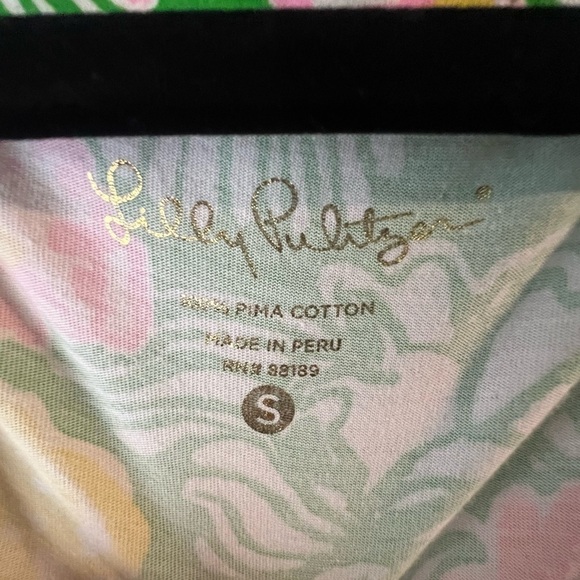 Lilly Pulitzer®
100% PIMA COTTON
MADE IN PERU
RN# 88189
S